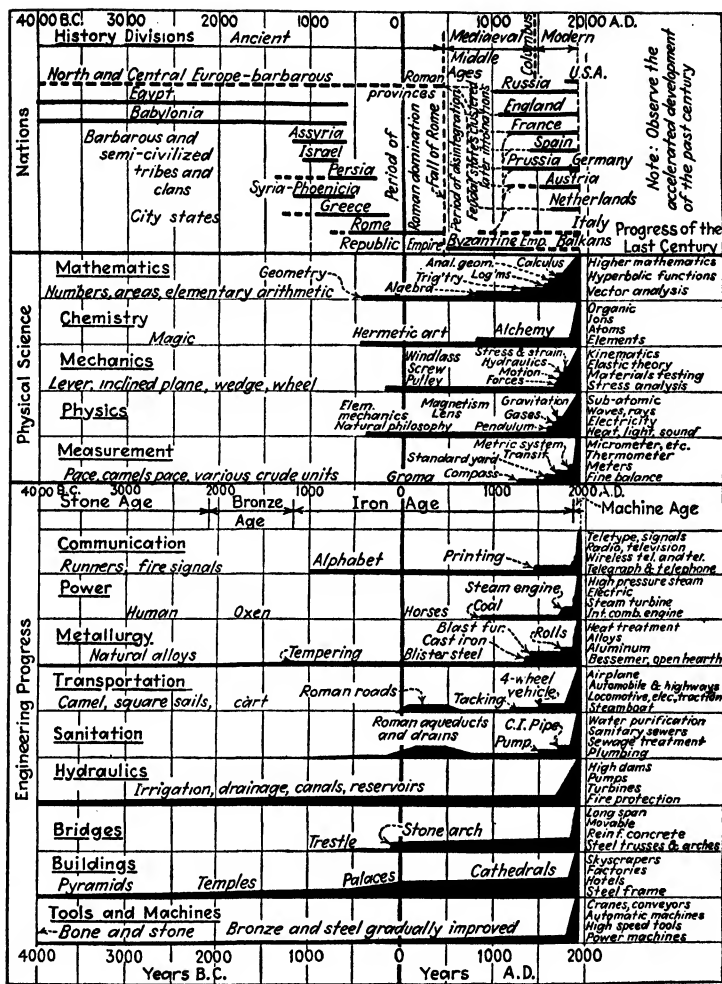 4000 B.C. 3000 2000 1000 0 1000 2000 A.D.
History Divisions Ancient Mediaeval Modern
Columbus
North and Central Europe-barbarous Roman provinces
Middle Ages
U.S.A.
Egypt
Babylonia
Barbarous and semi-civilized tribes and clans
City states
Assyria
Israel
Persia
Syria-Phoenicia
Greece
Rome
Republic Empire Byzantine Emp. Balkans
Period of
Roman domination
Fall of Rome
Period of disintegration
Feudal states clustered
later into nations
Russia
England
France
Spain
Prussia Germany
Austria
Netherlands
Italy
Note: Observe the
accelerated development
of the past century
Progress of the
Last Century
Nations
Physical Science
Mathematics
Numbers, areas, elementary arithmetic
Geometry
Algebra
Trig'try
Anal. geom.
Log'ms
Calculus
Higher mathematics
Hyperbolic functions
Vector analysis
Chemistry
Magic
Hermetic art
Alchemy
Organic
Ions
Atoms
Elements
Mechanics
Lever, inclined plane, wedge, wheel
Windlass
Screw
Pulley
Stress & strain
Hydraulics
Motion
Forces
Kinematics
Elastic theory
Materials testing
Stress analysis
Physics
Elem. mechanics
Natural philosophy
Magnetism
Lens
Gravitation
Gases
Pendulum
Sub-atomic
Waves, rays
Electricity
Heat, light, sound
Measurement
Pace, camels pace, various crude units
Groma
Metric system
Standard yard
Transit
Compass
Micrometer, etc.
Thermometer
Meters
Fine balance
4000 B.C. 3000 2000 1000 0 1000 2000 A.D.
Stone Age Bronze Age Iron Age Machine Age
Engineering Progress
Communication
Runners, fire signals
Alphabet
Printing
Teletype, signals
Radio, television
Wireless tel. and tel.
Telegraph & telephone
Power
Human Oxen Horses
Steam engine
Coal
High pressure steam
Electric
Steam turbine
Int. comb. engine
Metallurgy
Natural alloys
Tempering
Blast fur.
Cast iron
Blister steel
Rolls
Heat treatment
Alloys
Aluminum
Bessemer, open hearth
Transportation
Camel, square sails, cart
Roman roads
Tacking
4-wheel vehicle
Airplane
Automobile & highways
Locomotive, elec. traction
Steamboat
Sanitation
Roman aqueducts
and drains
C.I. Pipe
Pump
Water purification
Sanitary sewers
Sewage treatment
Plumbing
Hydraulics
Irrigation, drainage, canals, reservoirs
High dams
Pumps
Turbines
Fire protection
Bridges
Trestle
Stone arch
Long span
Movable
Reinf. concrete
Steel trusses & arches
Buildings
Pyramids Temples Palaces Cathedrals
Skyscrapers
Factories
Hotels
Steel frame
Tools and Machines
Bone and stone Bronze and steel gradually improved
Cranes, conveyors
Automatic machines
High speed tools
Power machines
4000 3000 2000 1000 0 1000 2000
Years B.C. Years A.D.